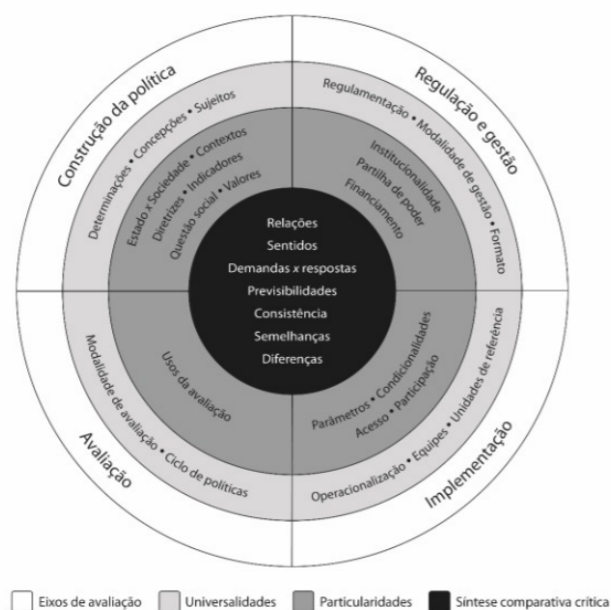 Construção da política
Determinações • Concepções • Sujeitos
Estado x Sociedade • Contextos
Diretrizes • Indicadores
Questão social • Valores
Regulação e gestão
Regulamentação • Modalidade de gestão • Formato
Institucionalidade
Partilha de poder
Financiamento
Relações
Sentidos
Demandas x respostas
Previsibilidades
Consistência
Semelhanças
Diferenças
Usos da avaliação
Modalidade de avaliação • Ciclo de políticas
Avaliação
Parâmetros • Condicionalidades
Acesso • Participação
Operacionalização • Equipes • Unidades de referência
Implementação
Eixos de avaliação Universalidades Particularidades Síntese comparativa crítica